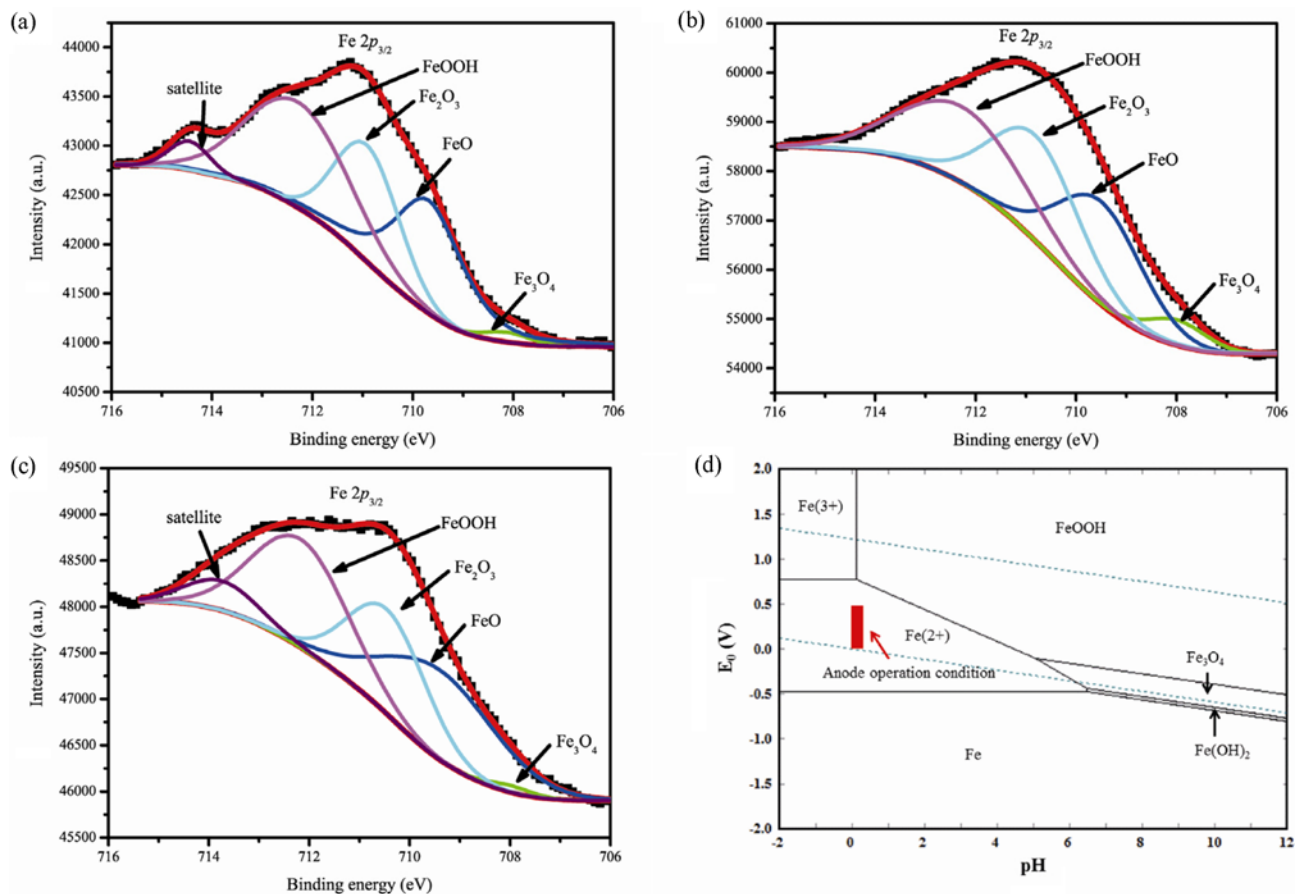 (a)
44000
43500
43000
42500
42000
41500
41000
40500
Intensity (a.u.)
Fe 2p3/2
FeOOH
satellite
Fe2O3
FeO
Fe3O4
716 714 712 710 708 706
Binding energy (eV)
(b)
61000
60000
59000
58000
57000
56000
55000
54000
Intensity (a.u.)
Fe 2p3/2
FeOOH
Fe2O3
FeO
Fe3O4
716 714 712 710 708 706
Binding energy (eV)
(c)
49500
49000
48500
48000
47500
47000
46500
46000
45500
Intensity (a.u.)
Fe 2p3/2
FeOOH
satellite
Fe2O3
FeO
Fe3O4
716 714 712 710 708 706
Binding energy (eV)
(d)
2.0
1.5
1.0
0.5
0.0
-0.5
-1.0
-1.5
-2.0
E0 (V)
Fe(3+)
FeOOH
Fe(2+)
Anode operation condition
Fe3O4
Fe(OH)2
Fe
-2 0 2 4 6 8 10 12
pH